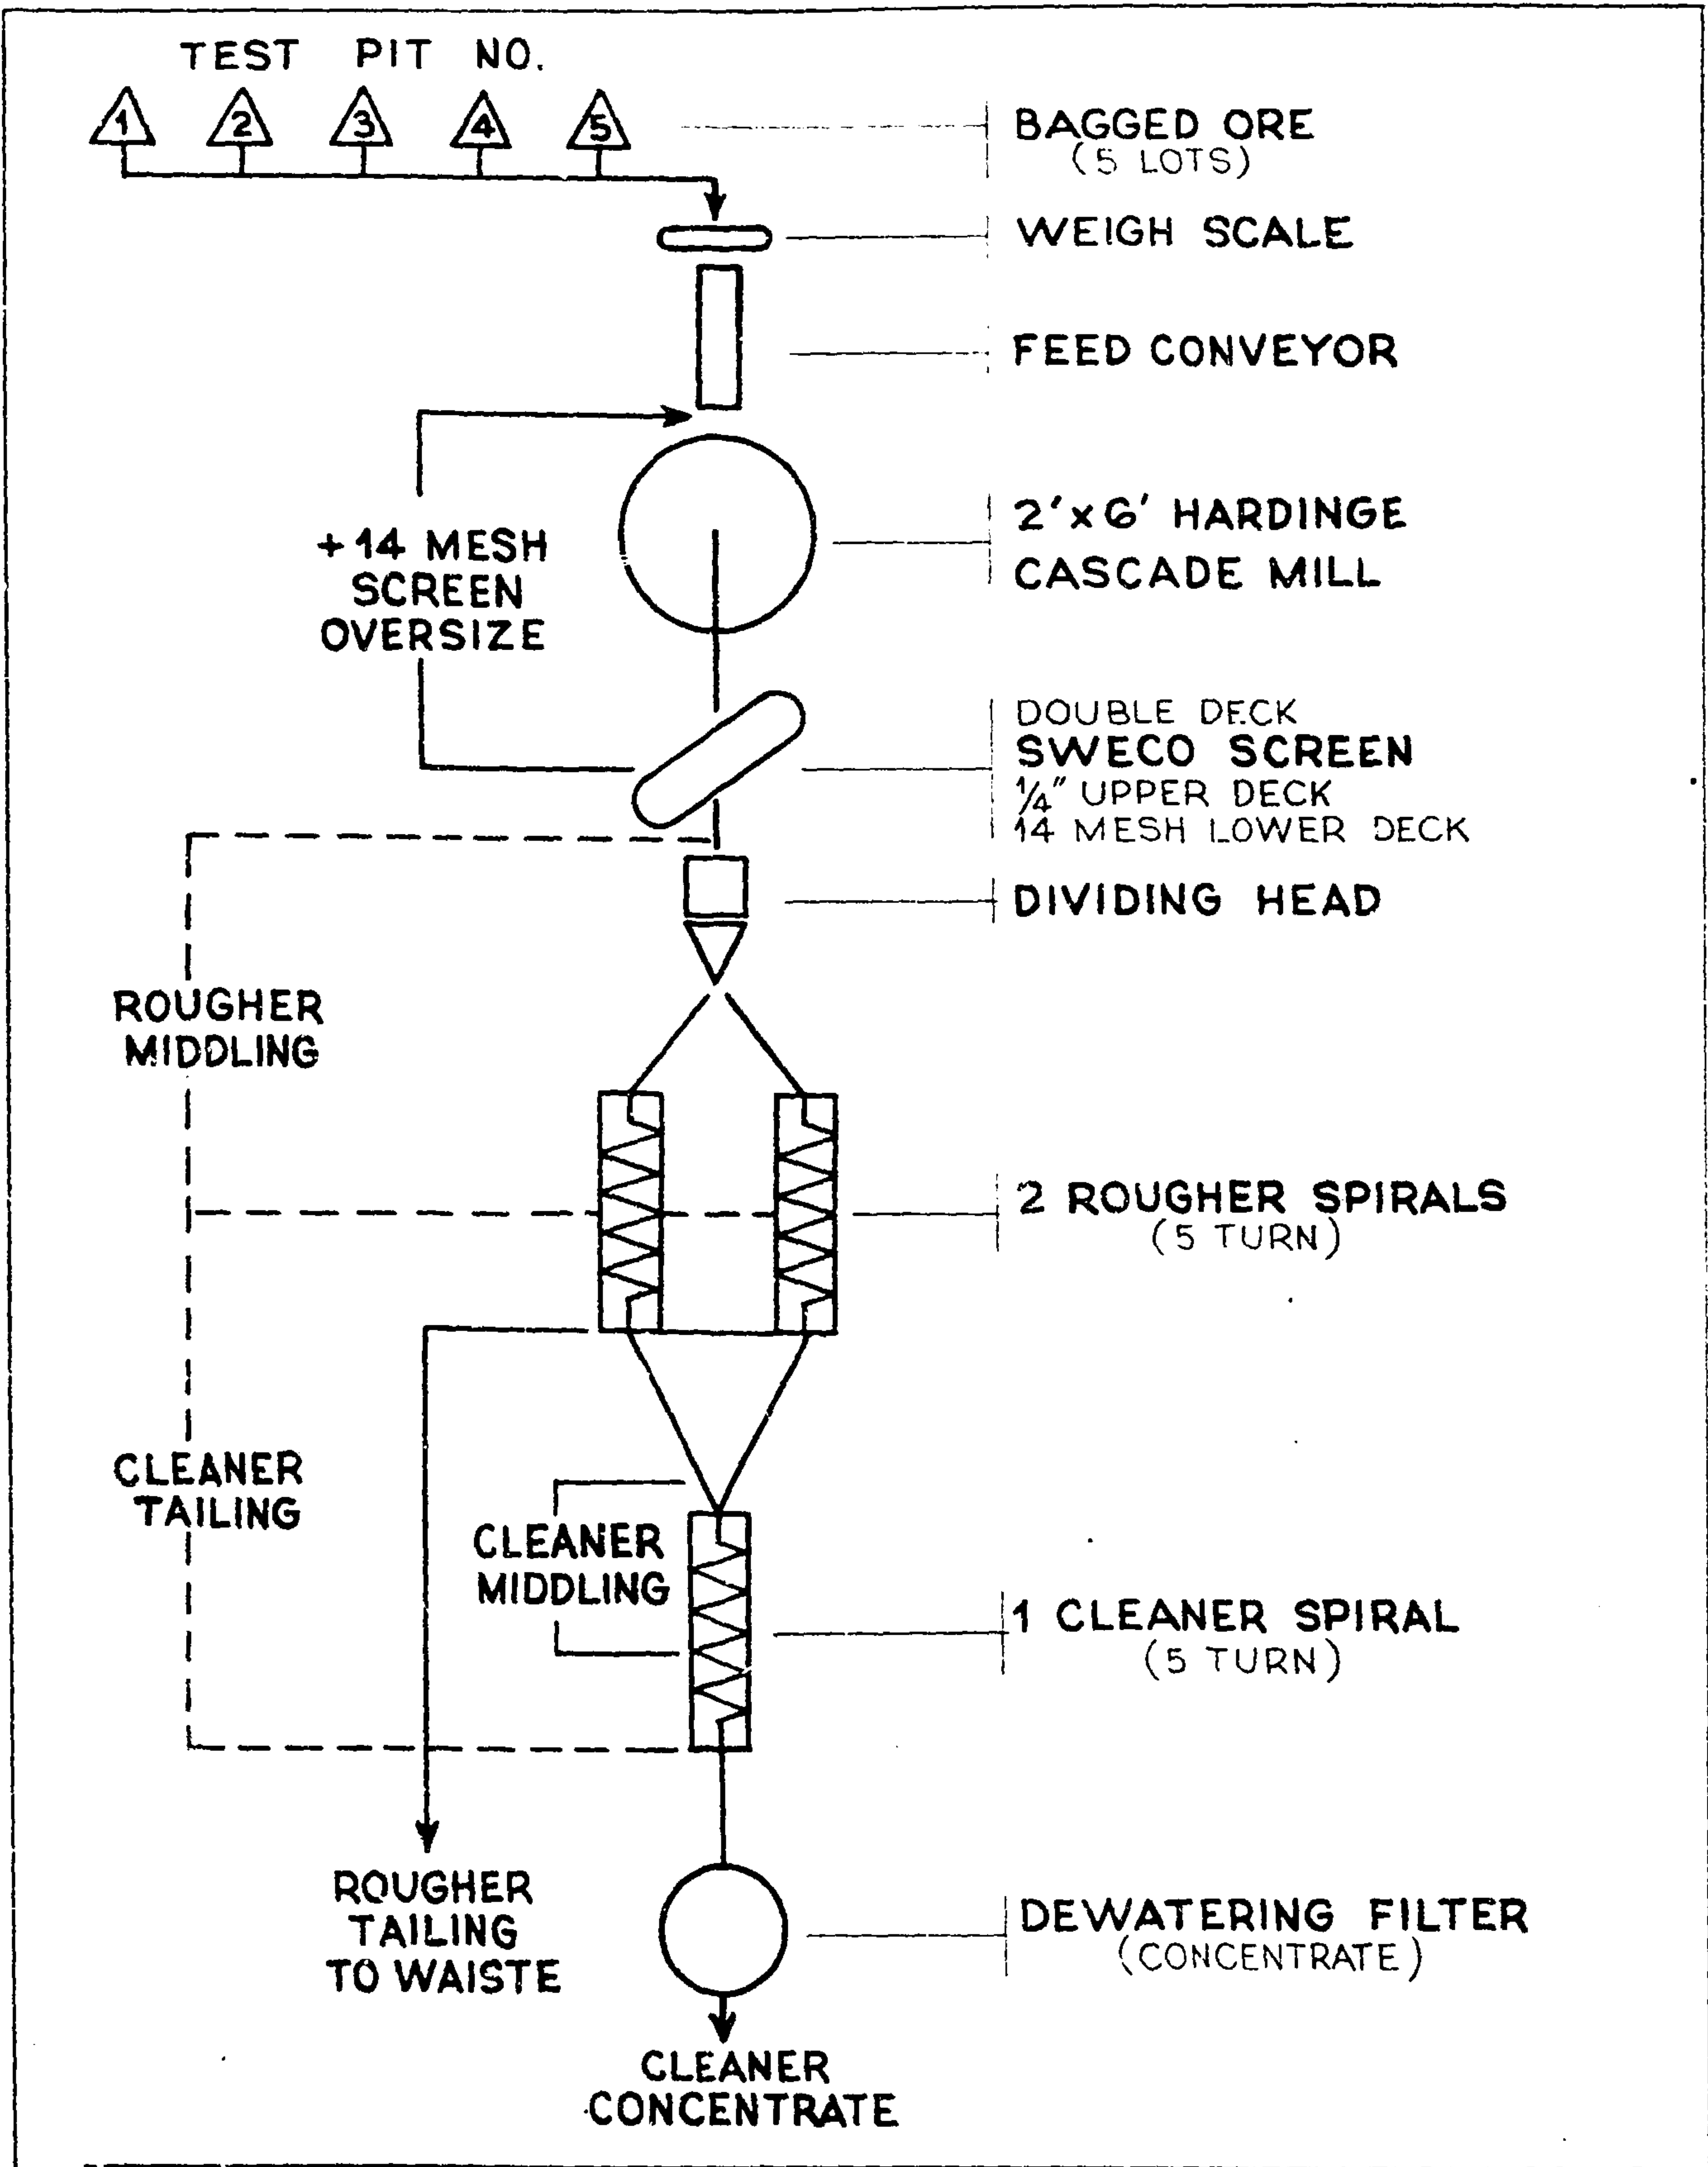 TEST PIT NO.
1 2 3 4 5
BAGGED ORE
(5 LOTS)
WEIGH SCALE
FEED CONVEYOR
2'x6' HARDINGE
CASCADE MILL
+14 MESH
SCREEN
OVERSIZE
DOUBLE DECK
SWECO SCREEN
1/4" UPPER DECK
14 MESH LOWER DECK
DIVIDING HEAD
ROUGHER
MIDDLING
2 ROUGHER SPIRALS
(5 TURN)
CLEANER
TAILING
CLEANER
MIDDLING
1 CLEANER SPIRAL
(5 TURN)
ROUGHER
TAILING
TO WAISTE
DEWATERING FILTER
(CONCENTRATE)
CLEANER
CONCENTRATE